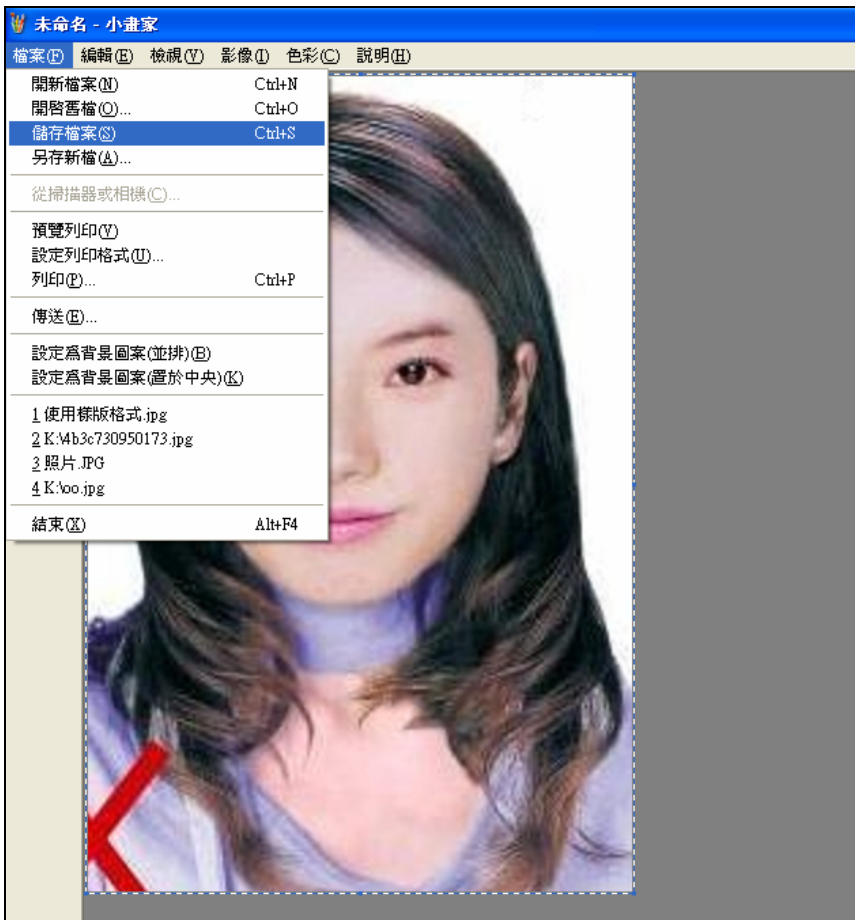 未命名 - 小畫家
檔案(F) 編輯(E) 檢視(V) 影像(I) 色彩(C) 說明(H)
開新檔案(N) Ctrl+N
開啓舊檔(O)... Ctrl+O
儲存檔案(S) Ctrl+S
另存新檔(A)...
從掃描器或相機(C)...
預覽列印(V)
設定列印格式(U)...
列印(P)... Ctrl+P
傳送(E)...
設定爲背景圖案(並排)(B)
設定爲背景圖案(置於中央)(K)
1 使用樣版格式.jpg
2 K:\4b3c730950173.jpg
3 照片.JPG
4 K:\oo.jpg
結束(X) Alt+F4